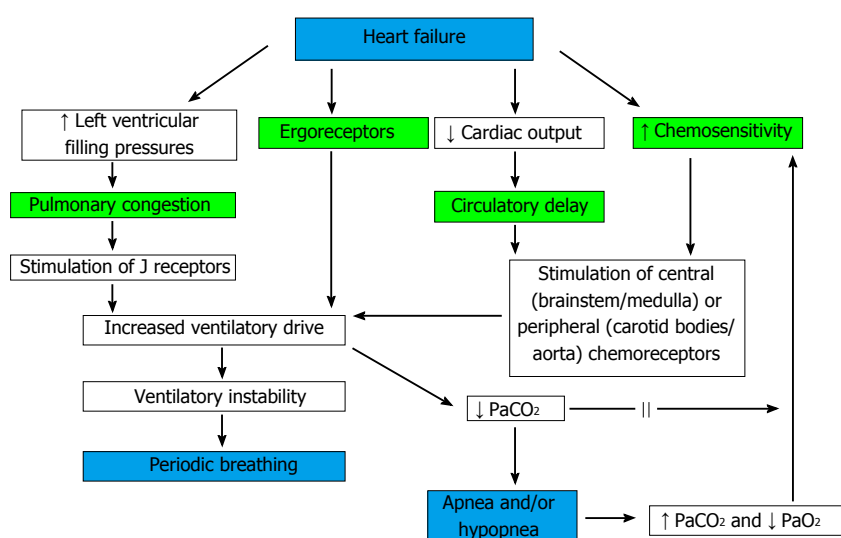 Heart failure
↑ Left ventricular
filling pressures
Ergoreceptors
↓ Cardiac output
↑ Chemosensitivity
Pulmonary congestion
Circulatory delay
Stimulation of J receptors
Stimulation of central
(brainstem/medulla) or
peripheral (carotid bodies/
aorta) chemoreceptors
Increased ventilatory drive
Ventilatory instability
↓ PaCO2
||
Periodic breathing
Apnea and/or
hypopnea
↑ PaCO2 and ↓ PaO2